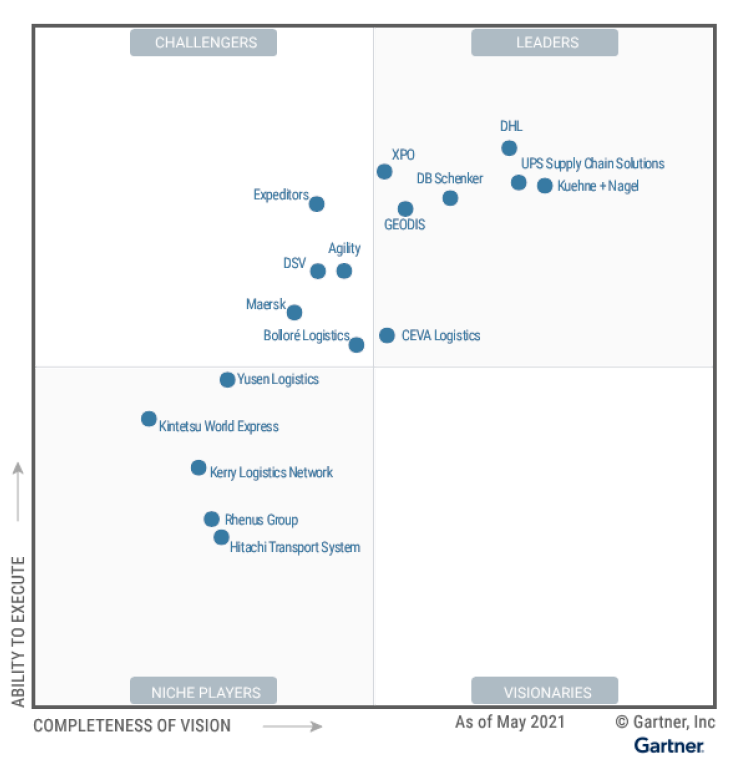 CHALLENGERS
LEADERS
DHL
XPO
UPS Supply Chain Solutions
DB Schenker
Kuehne + Nagel
Expeditors
GEODIS
Agility
DSV
Maersk
Bolloré Logistics
CEVA Logistics
Yusen Logistics
Kintetsu World Express
Kerry Logistics Network
Rhenus Group
Hitachi Transport System
ABILITY TO EXECUTE
NICHE PLAYERS
VISIONARIES
COMPLETENESS OF VISION
As of May 2021
© Gartner, Inc
Gartner